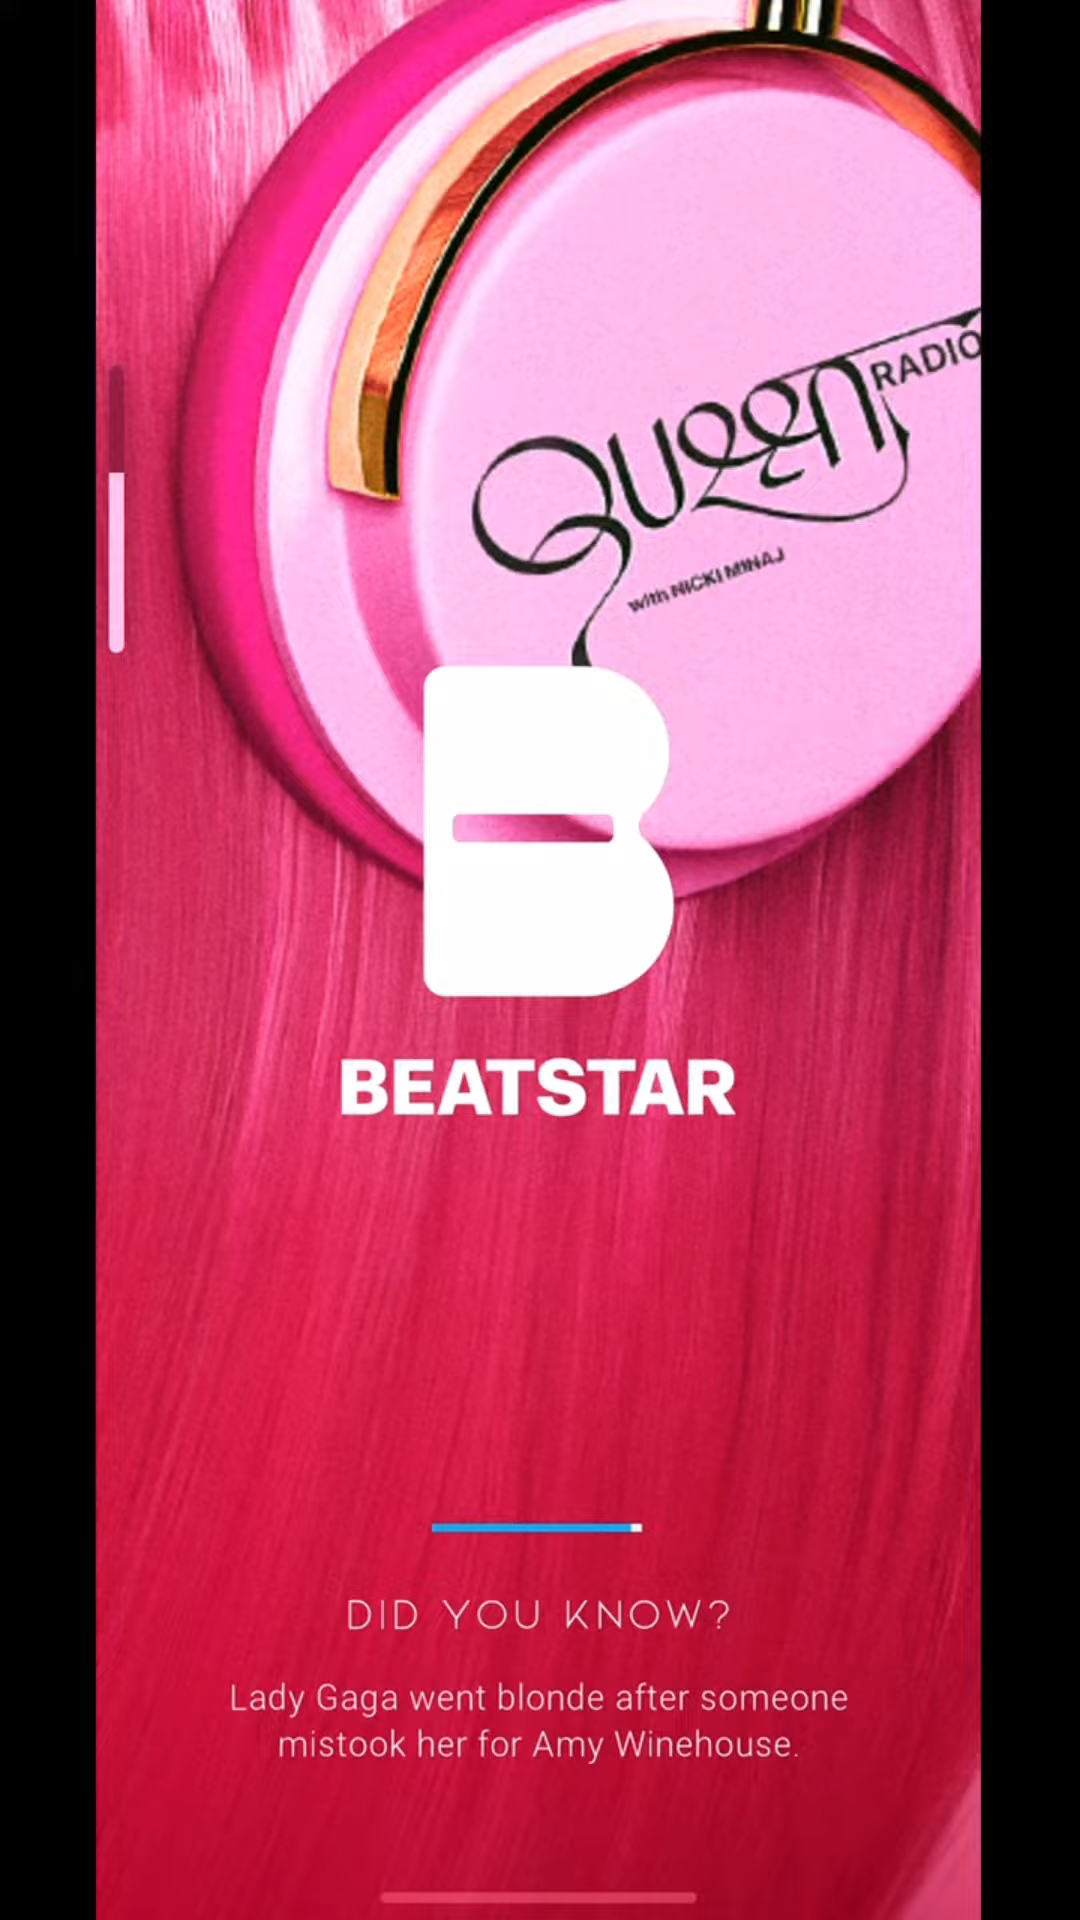 QUEEN RADIO
with NICKI MINAJ
B
BEATSTAR
DID YOU KNOW?
Lady Gaga went blonde after someone
mistook her for Amy Winehouse.